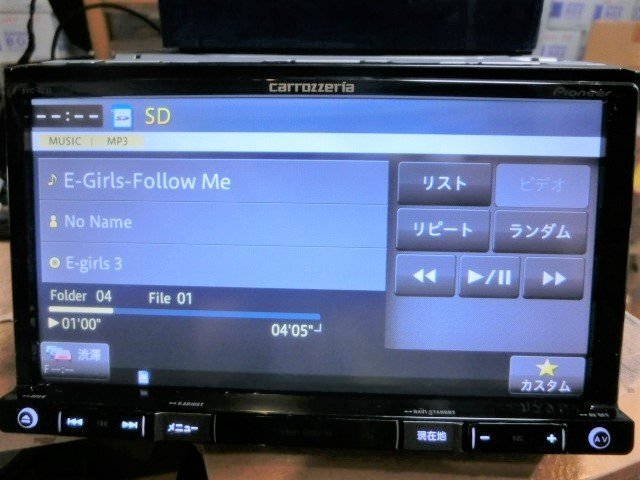 carrozzeria
Pioneer
--:-- SD SD
MUSIC MP3
E-Girls-Follow Me
リスト
ビデオ
No Name
リピート
ランダム
E-girls 3
Folder 04 File 01
01'00"
04'05"
渋滞
カスタム
メニュー
現在地
- +
AV